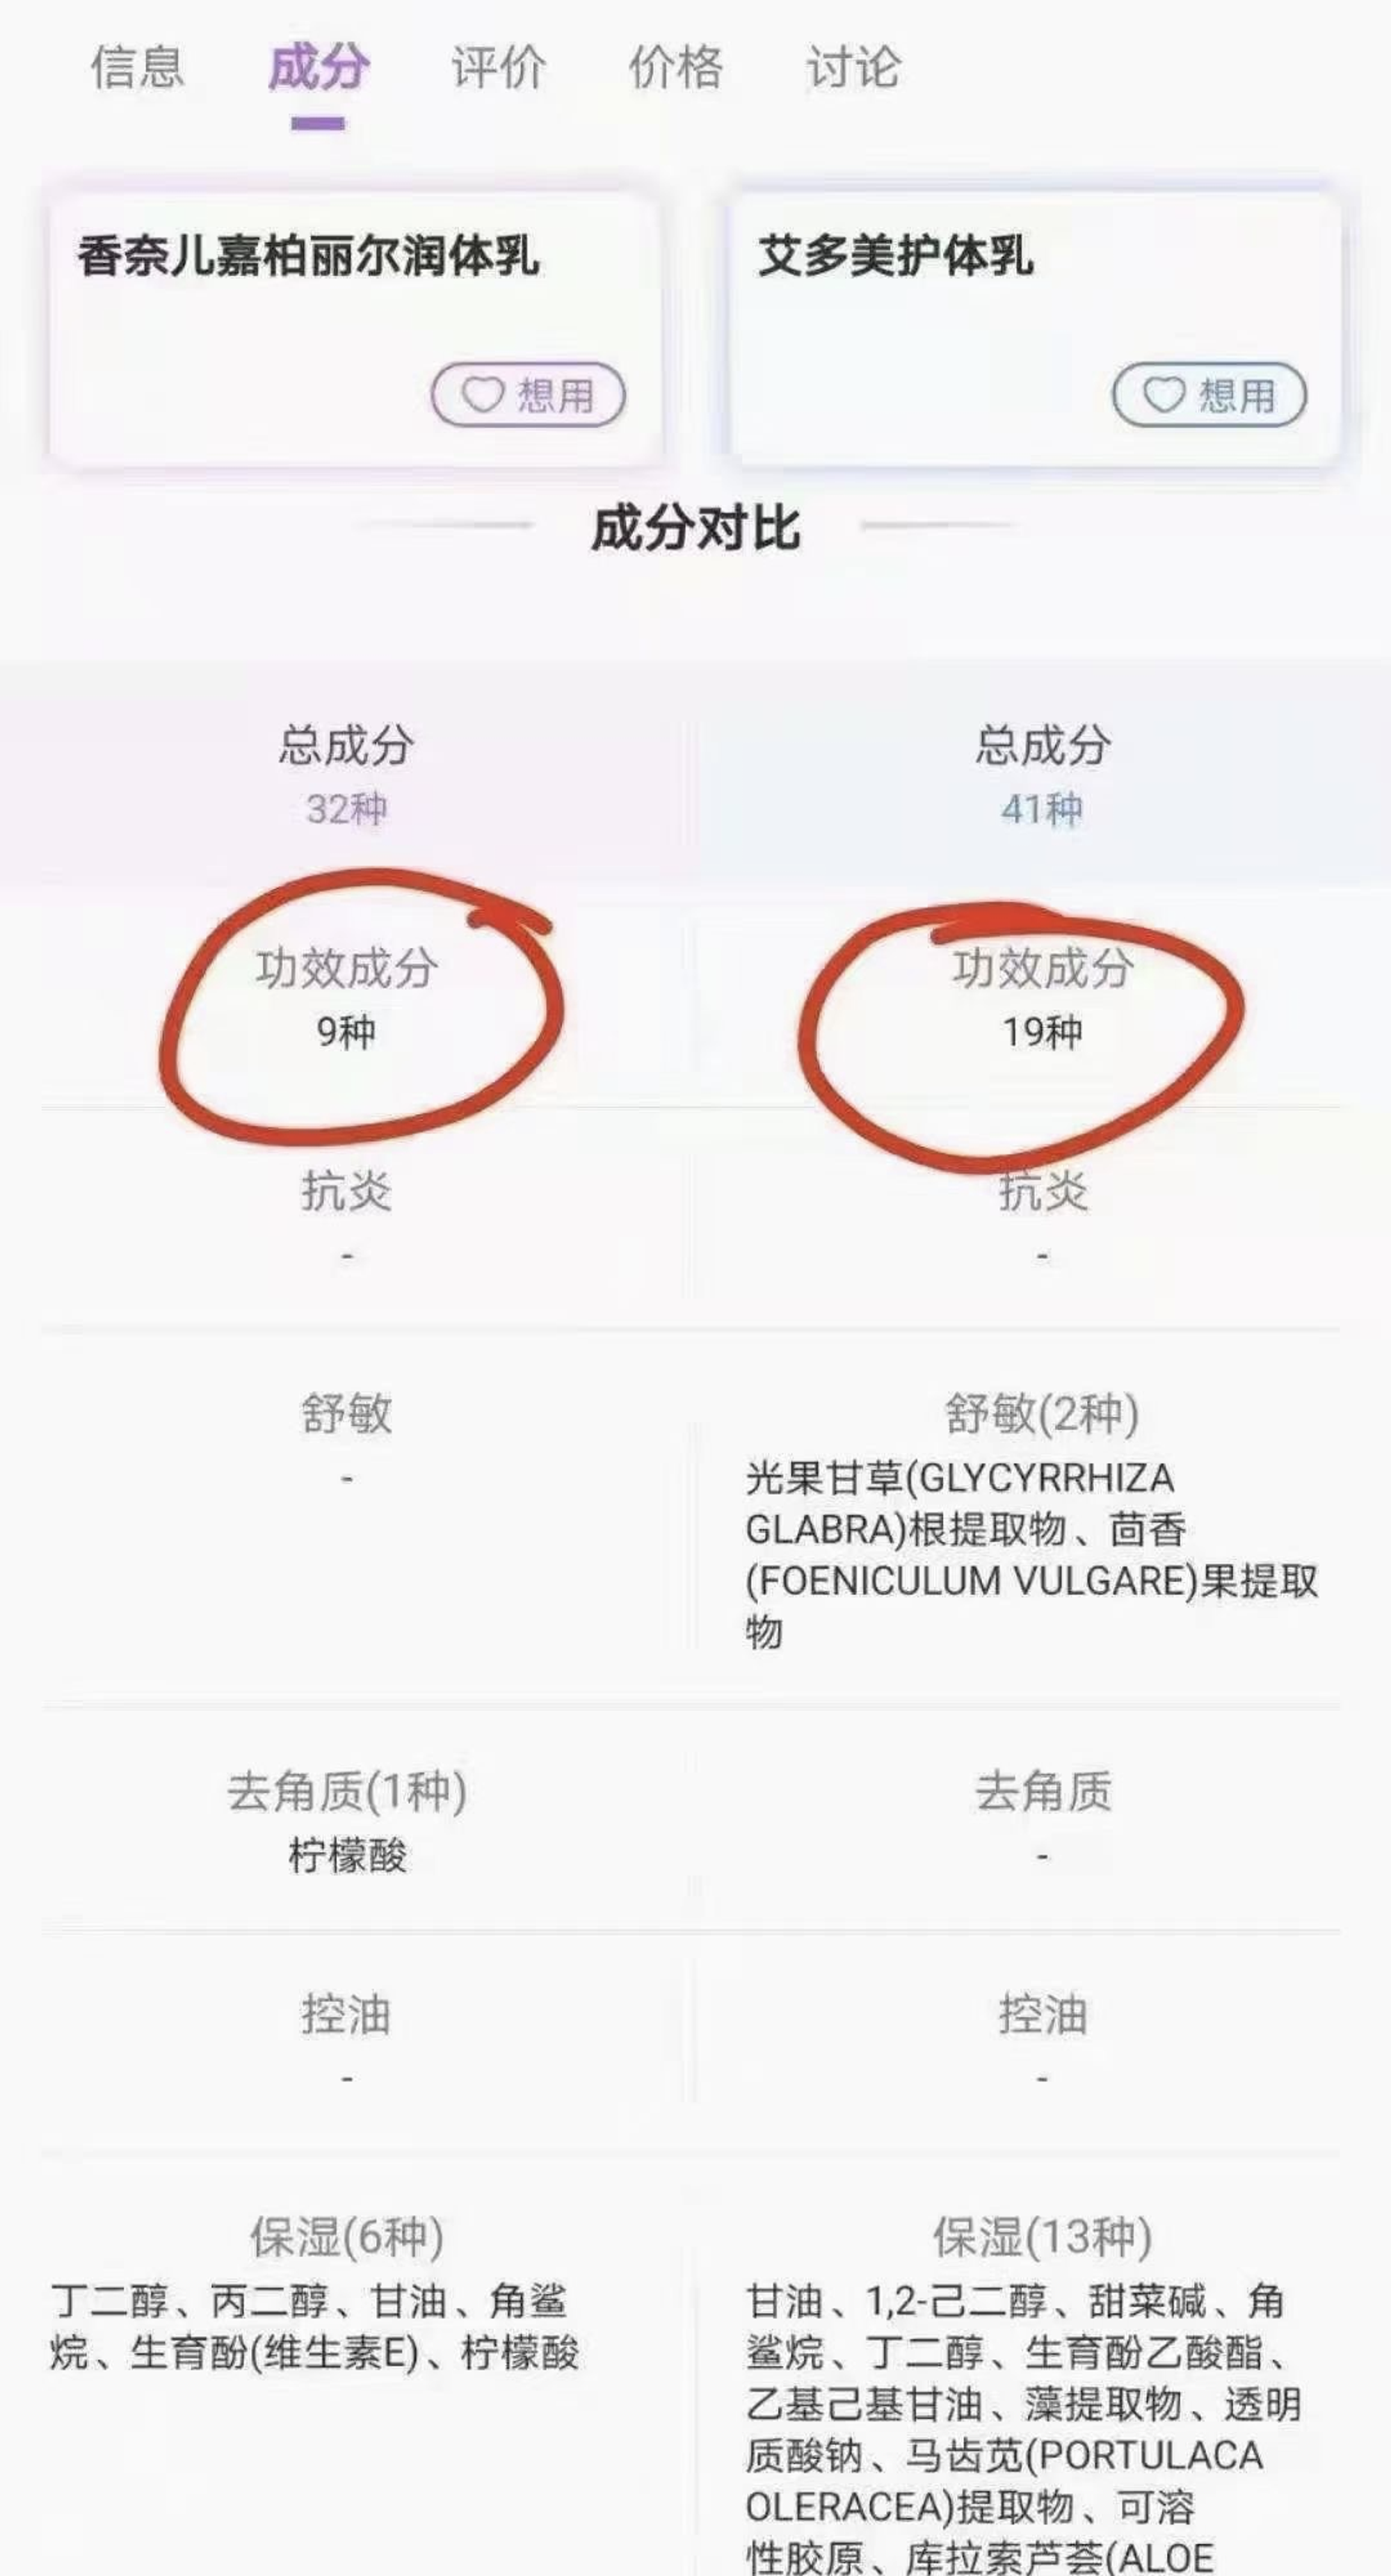 信息 成分 评价 价格 讨论
香奈儿嘉柏丽尔润体乳
想用
艾多美护体乳
想用
成分对比
总成分
32种
总成分
41种
功效成分
9种
功效成分
19种
抗炎
-
抗炎
-
舒敏
-
舒敏(2种)
光果甘草(GLYCYRRHIZA
GLABRA)根提取物、茴香
(FOENICULUM VULGARE)果提取
物
去角质(1种)
柠檬酸
去角质
-
控油
-
控油
-
保湿(6种)
丁二醇、丙二醇、甘油、角鲨
烷、生育酚(维生素E)、柠檬酸
保湿(13种)
甘油、1,2-己二醇、甜菜碱、角
鲨烷、丁二醇、生育酚乙酸酯、
乙基己基甘油、藻提取物、透明
质酸钠、马齿苋(PORTULACA
OLERACEA)提取物、可溶
性胶原、库拉索芦荟(ALOE